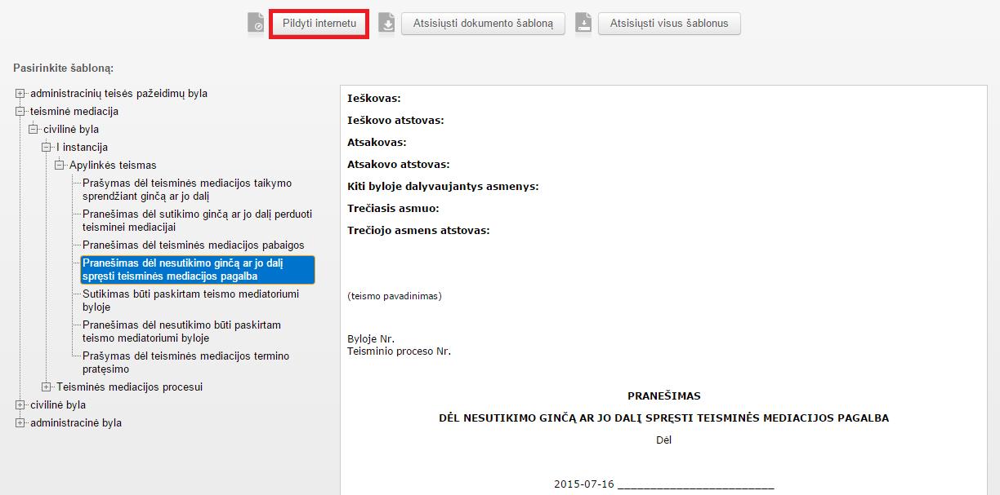 Pildyti internetu
Atsisiųsti dokumento šabloną
Atsisiųsti visus šablonus
Pasirinkite šabloną:
administracinių teisės pažeidimų byla
teisminė mediacija
civilinė byla
I instancija
Apylinkės teismas
Prašymas dėl teisminės mediacijos taikymo
sprendžiant ginčą ar jo dalį
Pranešimas dėl sutikimo ginčą ar jo dalį perduoti
teisminei mediacijai
Pranešimas dėl teisminės mediacijos pabaigos
Pranešimas dėl nesutikimo ginčą ar jo dalį
spręsti teisminės mediacijos pagalba
Sutikimas būti paskirtam teismo mediatoriumi
byloje
Pranešimas dėl nesutikimo būti paskirtam
teismo mediatoriumi byloje
Prašymas dėl teisminės mediacijos termino
pratęsimo
Teisminės mediacijos procesui
civilinė byla
administracinė byla
Ieškovas:
Ieškovo atstovas:
Atsakovas:
Atsakovo atstovas:
Kiti byloje dalyvaujantys asmenys:
Trečiasis asmuo:
Trečiojo asmens atstovas:
(teismo pavadinimas)
Byloje Nr.
Teisminio proceso Nr.
PRANEŠIMAS
DĖL NESUTIKIMO GINČĄ AR JO DALĮ SPRĘSTI TEISMINĖS MEDIACIJOS PAGALBA
Dėl
2015-07-16 ________________________